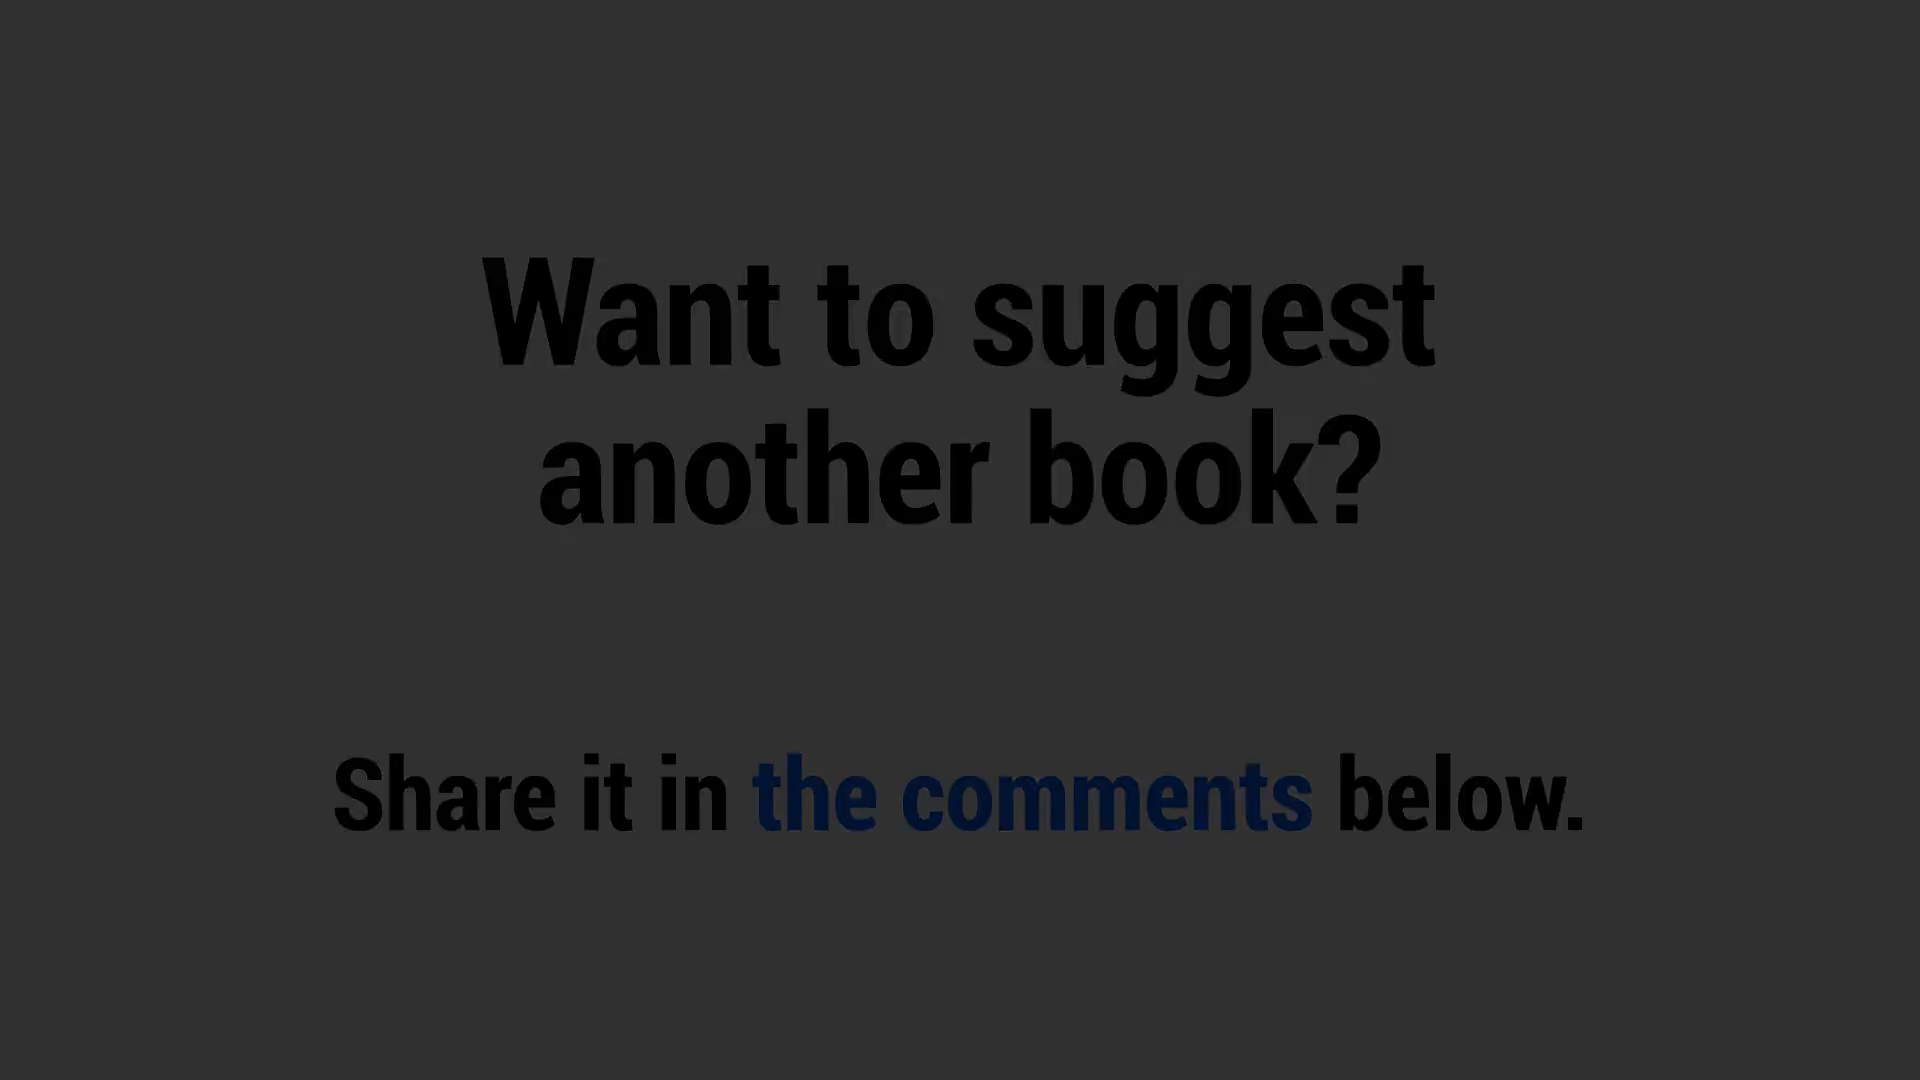 Want to suggest
another book?
Share it in the comments below.